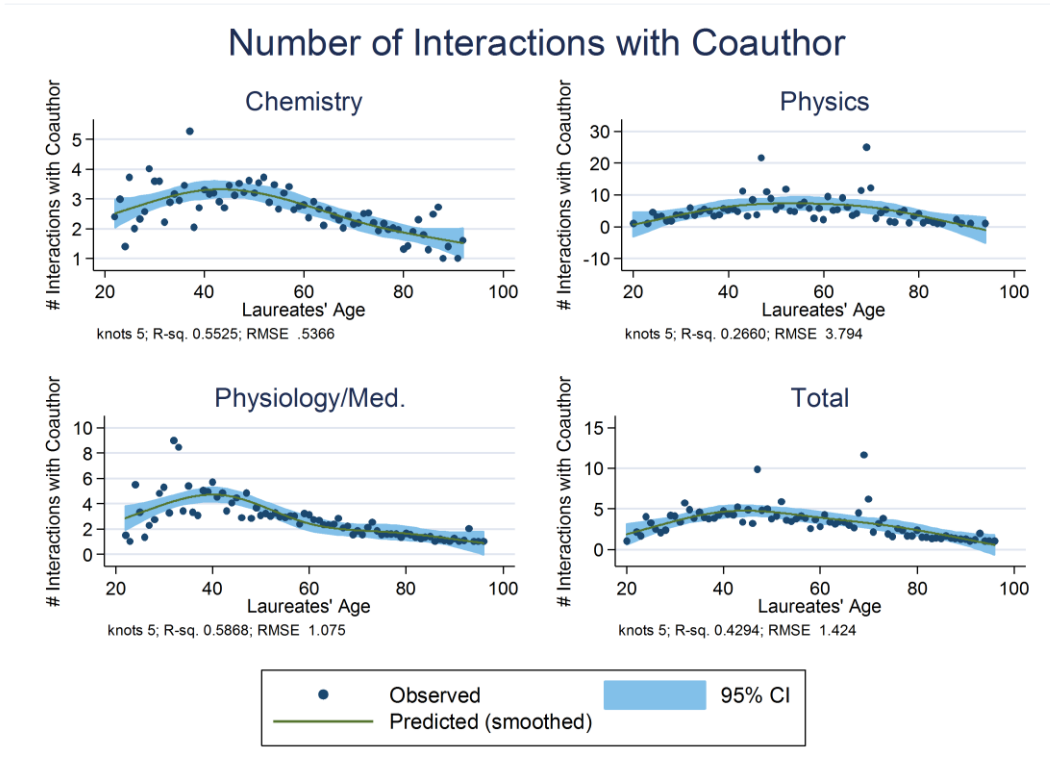 Number of Interactions with Coauthor
Chemistry
# Interactions with Coauthor
5
4
3
2
1
20 40 60 80 100
Laureates' Age
knots 5; R-sq. 0.5525; RMSE .5366
Physics
# Interactions with Coauthor
30
20
10
0
-10
20 40 60 80 100
Laureates' Age
knots 5; R-sq. 0.2660; RMSE 3.794
Physiology/Med.
# Interactions with Coauthor
10
8
6
4
2
0
20 40 60 80 100
Laureates' Age
knots 5; R-sq. 0.5868; RMSE 1.075
Total
# Interactions with Coauthor
15
10
5
0
20 40 60 80 100
Laureates' Age
knots 5; R-sq. 0.4294; RMSE 1.424
Observed 95% CI
Predicted (smoothed)